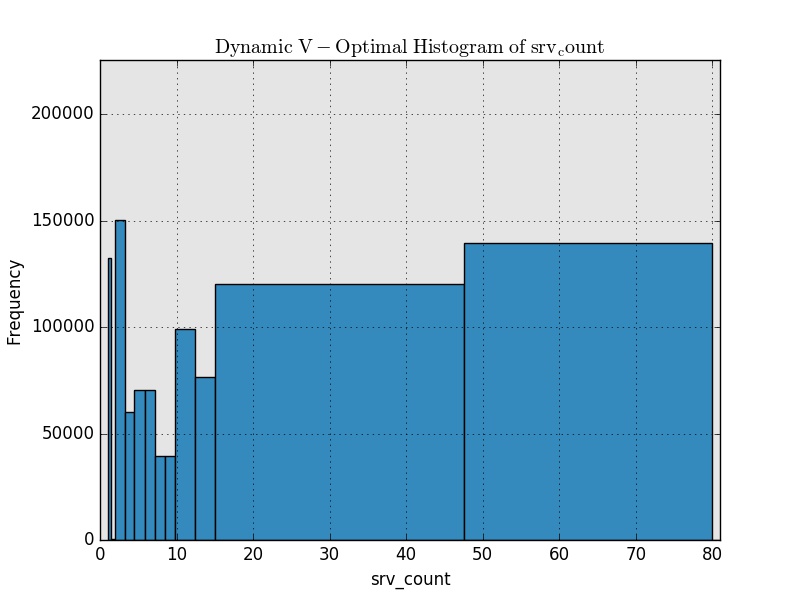 Dynamic V − Optimal Histogram of srv_count
200000
150000
100000
50000
0
Frequency
0 10 20 30 40 50 60 70 80
srv_count